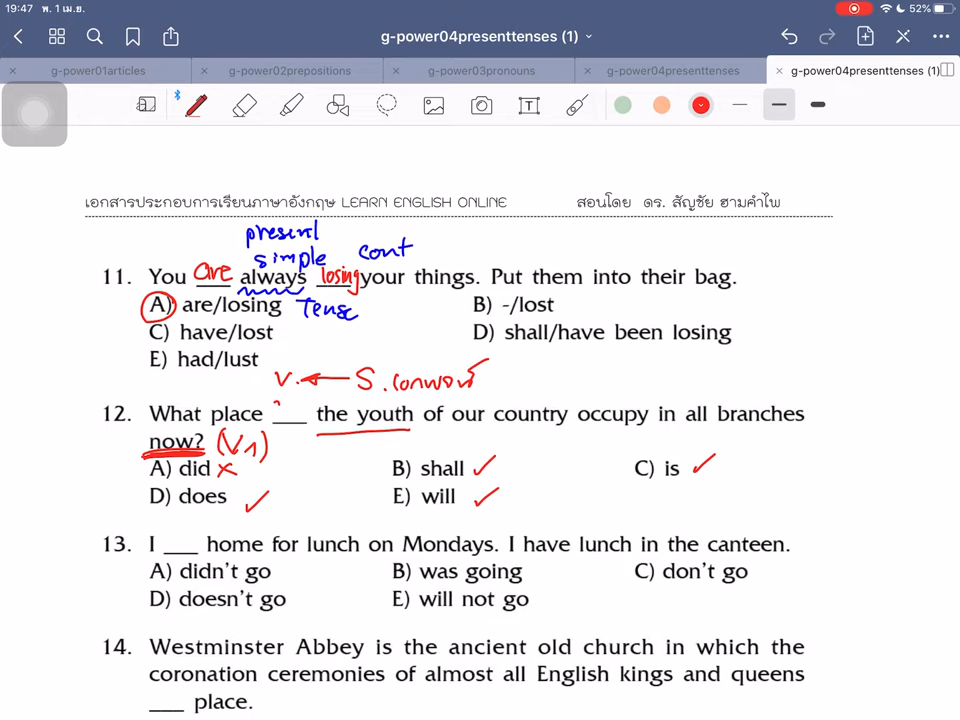 19:47 พ. 1 เม.ย.
52%
g-power04presenttenses (1)
g-power01articles
g-power02prepositions
g-power03pronouns
g-power04presenttenses
g-power04presenttenses (1)
เอกสารประกอบการเรียนภาษาอังกฤษ LEARN ENGLISH ONLINE สอนโดย ดร. สัญชัย ฮามคำไพ
present
simple cont
11. You are always losing your things. Put them into their bag.
A) are/losing Tense B) -/lost
C) have/lost D) shall/have been losing
E) had/lust
V. ← S. เอกพจน์
12. What place ___ the youth of our country occupy in all branches
now? (V1)
A) did × B) shall ✓ C) is ✓
D) does ✓ E) will ✓
13. I ___ home for lunch on Mondays. I have lunch in the canteen.
A) didn't go B) was going C) don't go
D) doesn't go E) will not go
14. Westminster Abbey is the ancient old church in which the
coronation ceremonies of almost all English kings and queens
___ place.